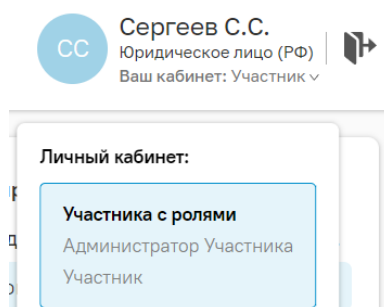 СС
Сергеев С.С.
Юридическое лицо (РФ)
Ваш кабинет: Участник
Личный кабинет:
Участника с ролями
Администратор Участника
Участник